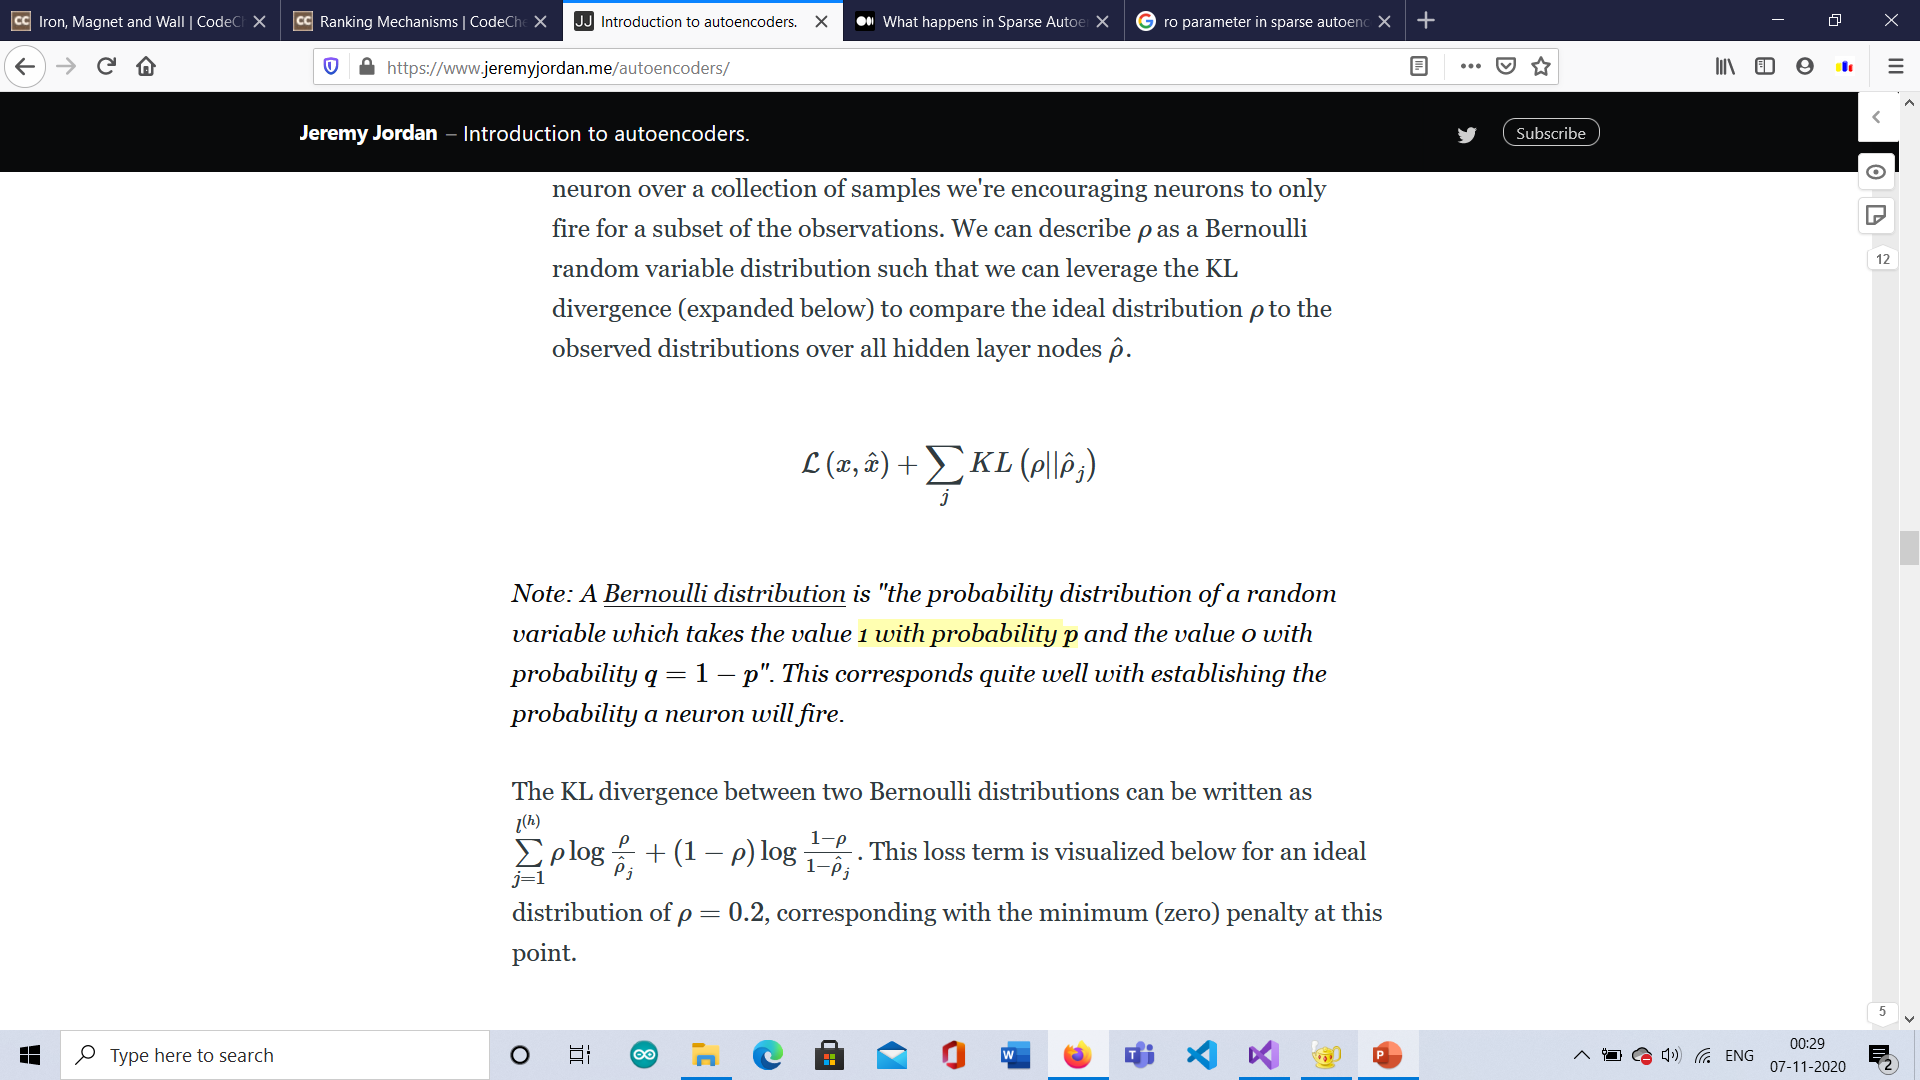 Iron, Magnet and Wall | CodeCh
Ranking Mechanisms | CodeChe
Introduction to autoencoders.
What happens in Sparse Autoen
ro parameter in sparse autoenc
https://www.jeremyjordan.me/autoencoders/
Jeremy Jordan – Introduction to autoencoders.
Subscribe
neuron over a collection of samples we're encouraging neurons to only
fire for a subset of the observations. We can describe ρ as a Bernoulli
random variable distribution such that we can leverage the KL
divergence (expanded below) to compare the ideal distribution ρ to the
observed distributions over all hidden layer nodes ρ̂.
12
ℒ (x, x̂) + ∑_j KL (ρ||ρ̂_j)
Note: A Bernoulli distribution is "the probability distribution of a random
variable which takes the value 1 with probability p and the value 0 with
probability q = 1 − p". This corresponds quite well with establishing the
probability a neuron will fire.
The KL divergence between two Bernoulli distributions can be written as
∑_{j=1}^{l^(h)} ρ log ρ/ρ̂_j + (1 − ρ) log (1−ρ)/(1−ρ̂_j). This loss term is visualized below for an ideal
distribution of ρ = 0.2, corresponding with the minimum (zero) penalty at this
point.
5
Type here to search
ENG
00:29
07-11-2020
2